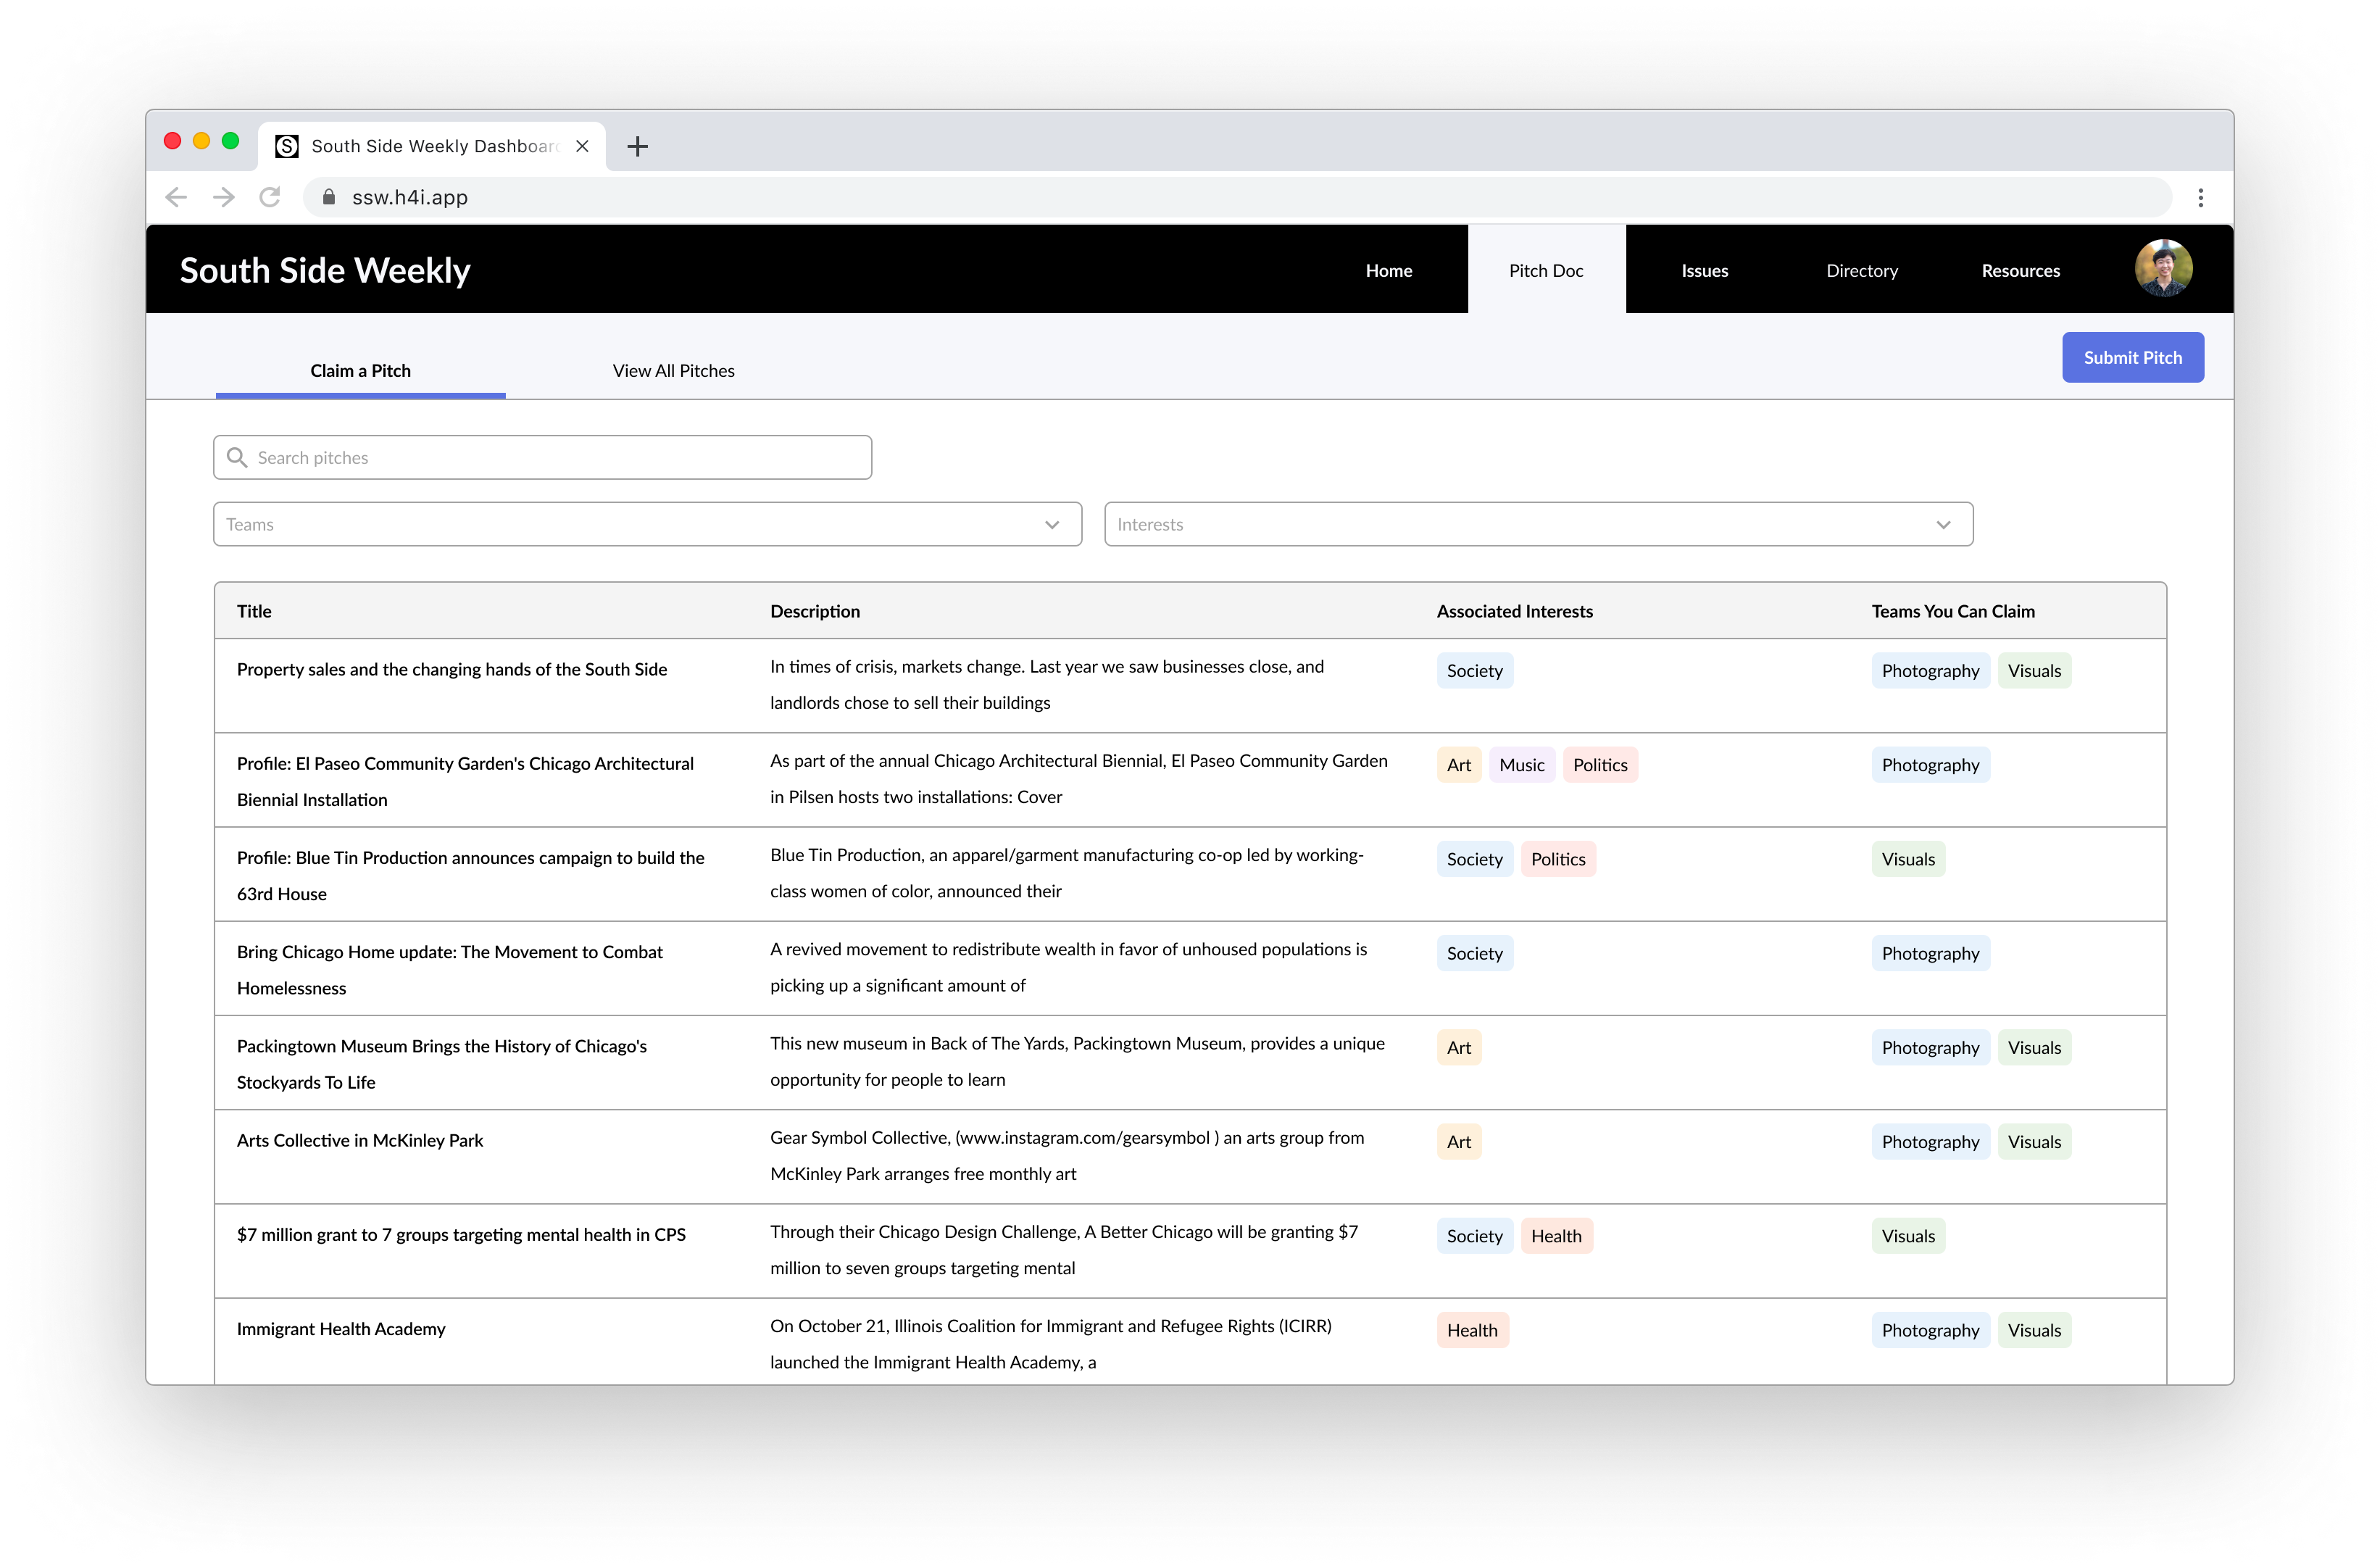 South Side Weekly Dashboard
ssw.h4i.app
South Side Weekly
Home
Pitch Doc
Issues
Directory
Resources
Claim a Pitch
View All Pitches
Submit Pitch
Search pitches
Teams
Interests
Title
Description
Associated Interests
Teams You Can Claim
Property sales and the changing hands of the South Side
In times of crisis, markets change. Last year we saw businesses close, and
landlords chose to sell their buildings
Society
Photography
Visuals
Profile: El Paseo Community Garden's Chicago Architectural
Biennial Installation
As part of the annual Chicago Architectural Biennial, El Paseo Community Garden
in Pilsen hosts two installations: Cover
Art
Music
Politics
Photography
Profile: Blue Tin Production announces campaign to build the
63rd House
Blue Tin Production, an apparel/garment manufacturing co-op led by working-
class women of color, announced their
Society
Politics
Visuals
Bring Chicago Home update: The Movement to Combat
Homelessness
A revived movement to redistribute wealth in favor of unhoused populations is
picking up a significant amount of
Society
Photography
Packingtown Museum Brings the History of Chicago's
Stockyards To Life
This new museum in Back of The Yards, Packingtown Museum, provides a unique
opportunity for people to learn
Art
Photography
Visuals
Arts Collective in McKinley Park
Gear Symbol Collective, (www.instagram.com/gearsymbol ) an arts group from
McKinley Park arranges free monthly art
Art
Photography
Visuals
$7 million grant to 7 groups targeting mental health in CPS
Through their Chicago Design Challenge, A Better Chicago will be granting $7
million to seven groups targeting mental
Society
Health
Visuals
Immigrant Health Academy
On October 21, Illinois Coalition for Immigrant and Refugee Rights (ICIRR)
launched the Immigrant Health Academy, a
Health
Photography
Visuals